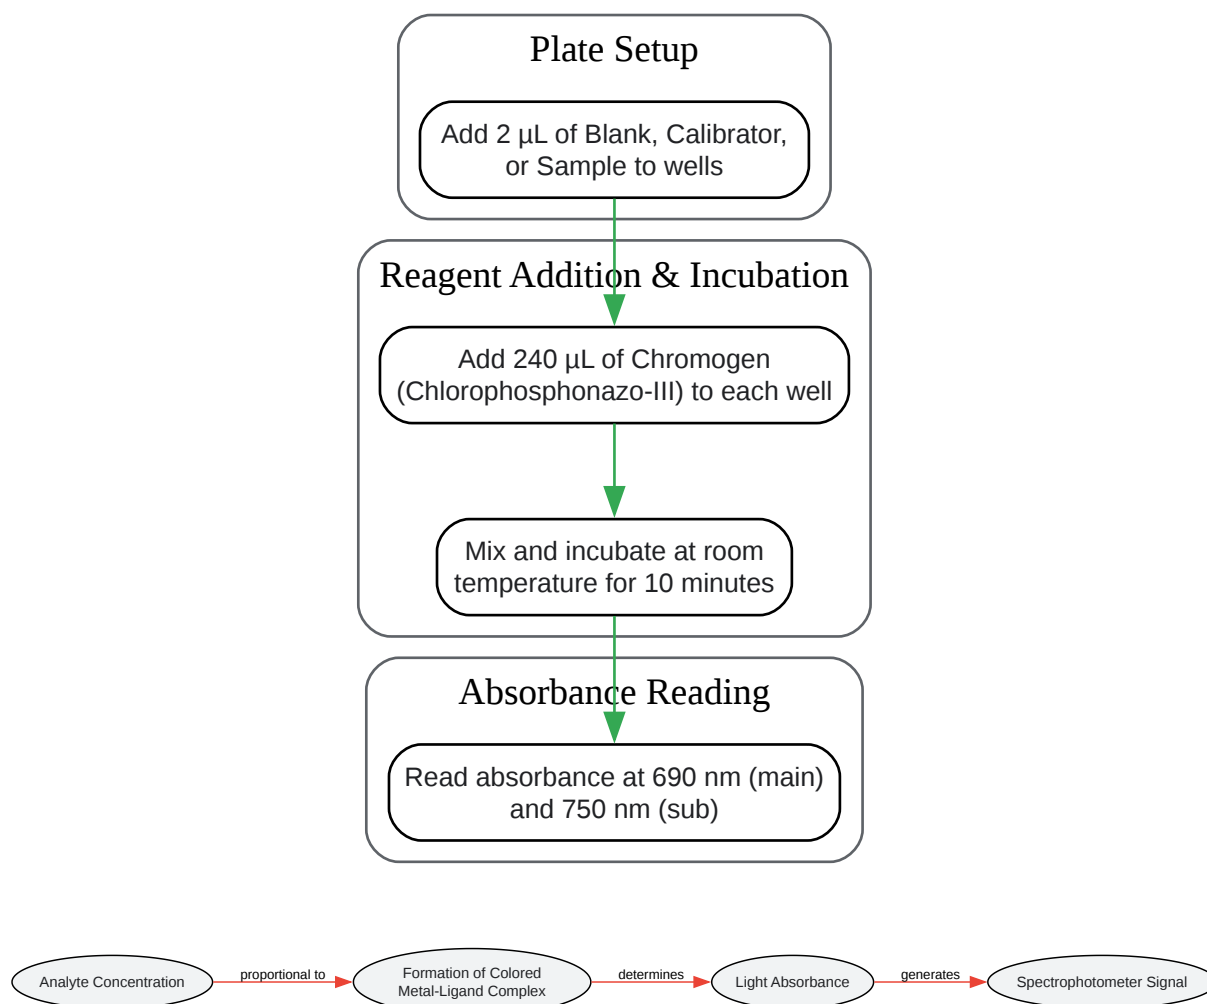 Plate Setup
Add 2 µL of Blank, Calibrator,
or Sample to wells
Reagent Addition & Incubation
Add 240 µL of Chromogen
(Chlorophosphonazo-III) to each well
Mix and incubate at room
temperature for 10 minutes
Absorbance Reading
Read absorbance at 690 nm (main)
and 750 nm (sub)
Analyte Concentration
proportional to
Formation of Colored
Metal-Ligand Complex
determines
Light Absorbance
generates
Spectrophotometer Signal